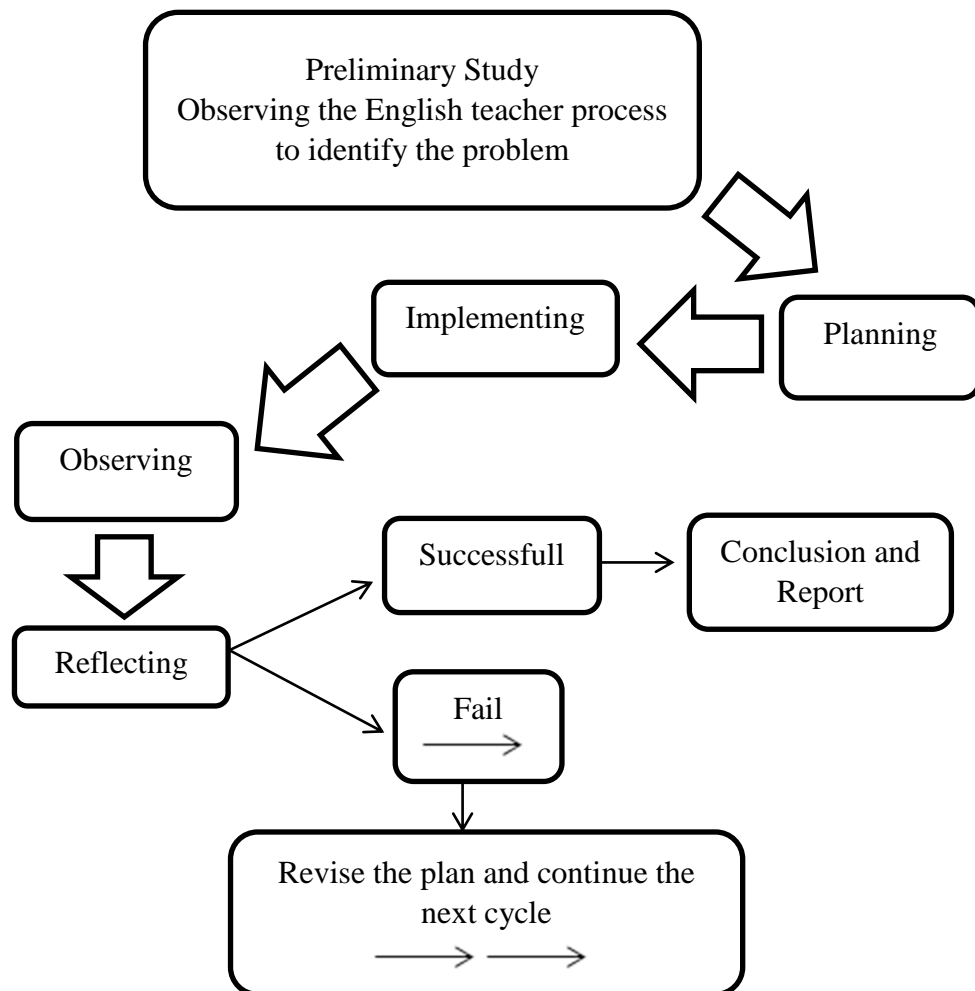 Preliminary Study
Observing the English teacher process
to identify the problem
Implementing
Planning
Observing
Successfull
Conclusion and
Report
Reflecting
Fail
Revise the plan and continue the
next cycle